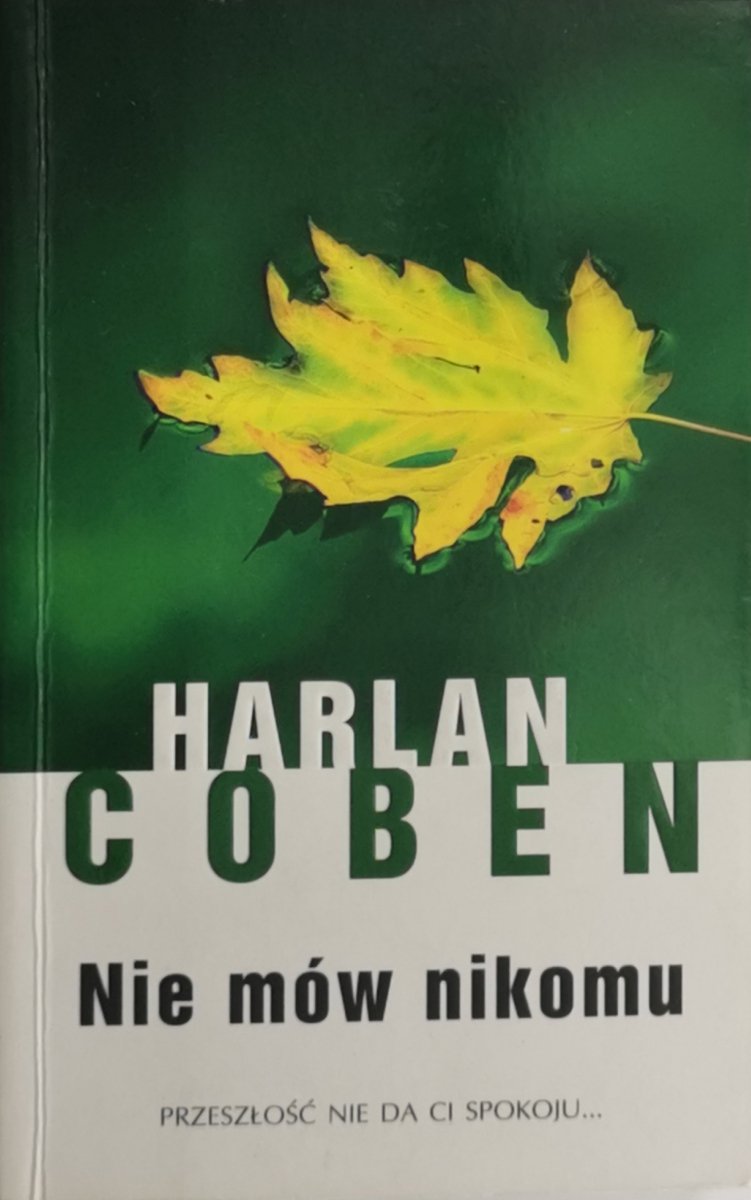 HARLAN
COBEN
Nie mów nikomu
PRZESZŁOŚĆ NIE DA CI SPOKOJU...